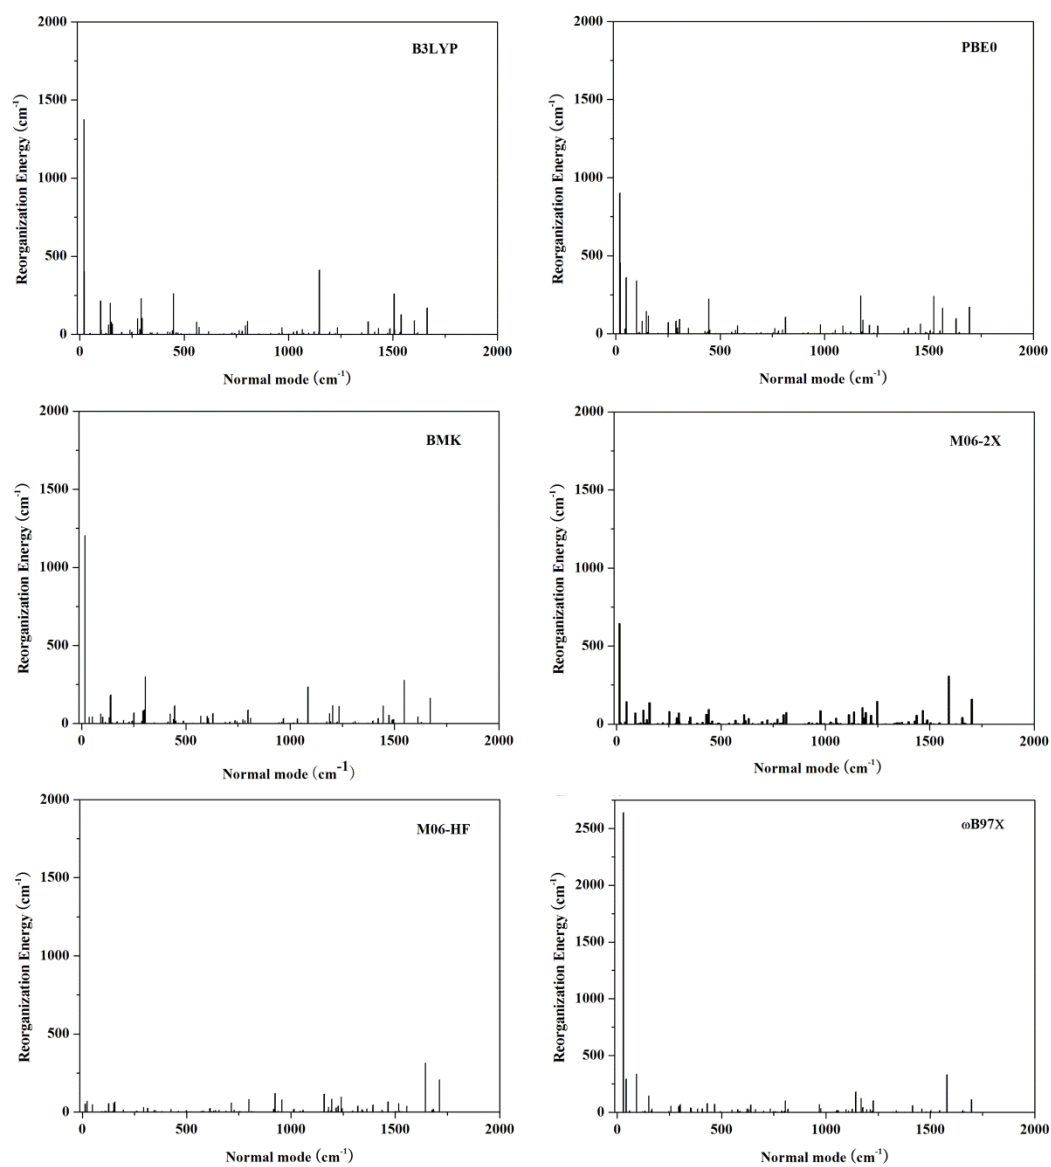 B3LYP
Reorganization Energy (cm⁻¹)
2000
1500
1000
500
0
0 500 1000 1500 2000
Normal mode (cm⁻¹)
PBE0
Reorganization Energy (cm⁻¹)
2000
1500
1000
500
0
0 500 1000 1500 2000
Normal mode (cm⁻¹)
BMK
Reorganization Energy (cm⁻¹)
2000
1500
1000
500
0
0 500 1000 1500 2000
Normal mode (cm⁻¹)
M06-2X
Reorganization Energy (cm⁻¹)
2000
1500
1000
500
0
0 500 1000 1500 2000
Normal mode (cm⁻¹)
M06-HF
Reorganization Energy (cm⁻¹)
2000
1500
1000
500
0
0 500 1000 1500 2000
Normal mode (cm⁻¹)
ωB97X
Reorganization Energy (cm⁻¹)
2500
2000
1500
1000
500
0
0 500 1000 1500 2000
Normal mode (cm⁻¹)